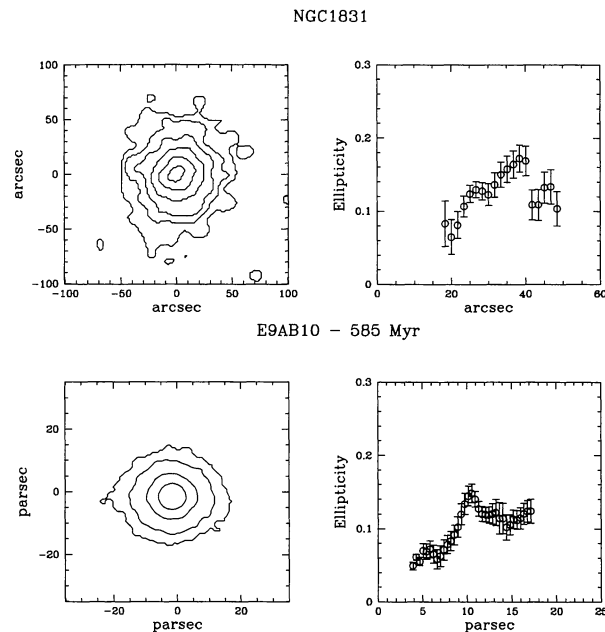 NGC1831
100
50
0
−50
−100
arcsec
−100 −50 0 50 100
arcsec
0.3
0.2
0.1
0
Ellipticity
0 20 40 60
arcsec
E9AB10 − 585 Myr
20
0
−20
parsec
−20 0 20
parsec
0.3
0.2
0.1
0
Ellipticity
0 5 10 15 20 25
parsec